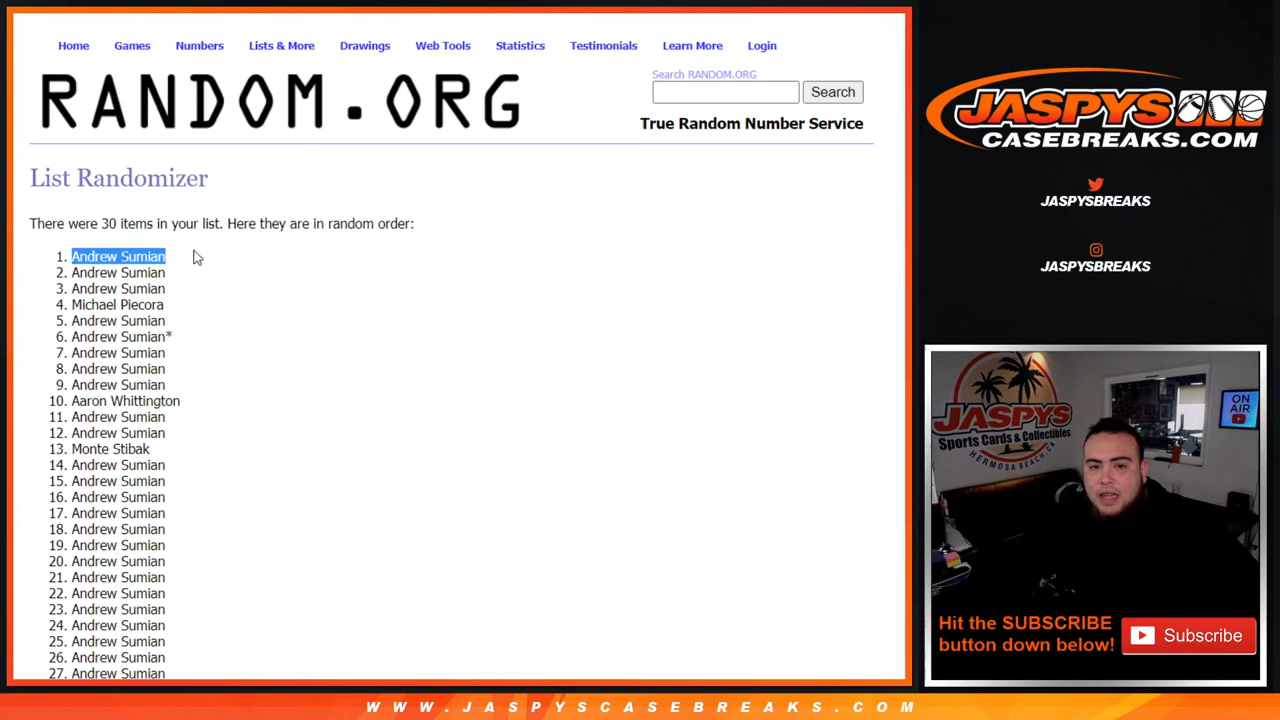 Home Games Numbers Lists & More Drawings Web Tools Statistics Testimonials Learn More Login
RANDOM.ORG
Search RANDOM.ORG
Search
True Random Number Service
List Randomizer
There were 30 items in your list. Here they are in random order:
1. Andrew Sumian
2. Andrew Sumian
3. Andrew Sumian
4. Michael Piecora
5. Andrew Sumian
6. Andrew Sumian*
7. Andrew Sumian
8. Andrew Sumian
9. Andrew Sumian
10. Aaron Whittington
11. Andrew Sumian
12. Andrew Sumian
13. Monte Stibak
14. Andrew Sumian
15. Andrew Sumian
16. Andrew Sumian
17. Andrew Sumian
18. Andrew Sumian
19. Andrew Sumian
20. Andrew Sumian
21. Andrew Sumian
22. Andrew Sumian
23. Andrew Sumian
24. Andrew Sumian
25. Andrew Sumian
26. Andrew Sumian
27. Andrew Sumian
JASPYS
CASEBREAKS.COM
JASPYSBREAKS
JASPYSBREAKS
JASPYS
Sports Cards & Collectibles
HERMOSA BEACH, CA
ON AIR
Hit the SUBSCRIBE
button down below!
Subscribe
WWW.JASPYSCASEBREAKS.COM